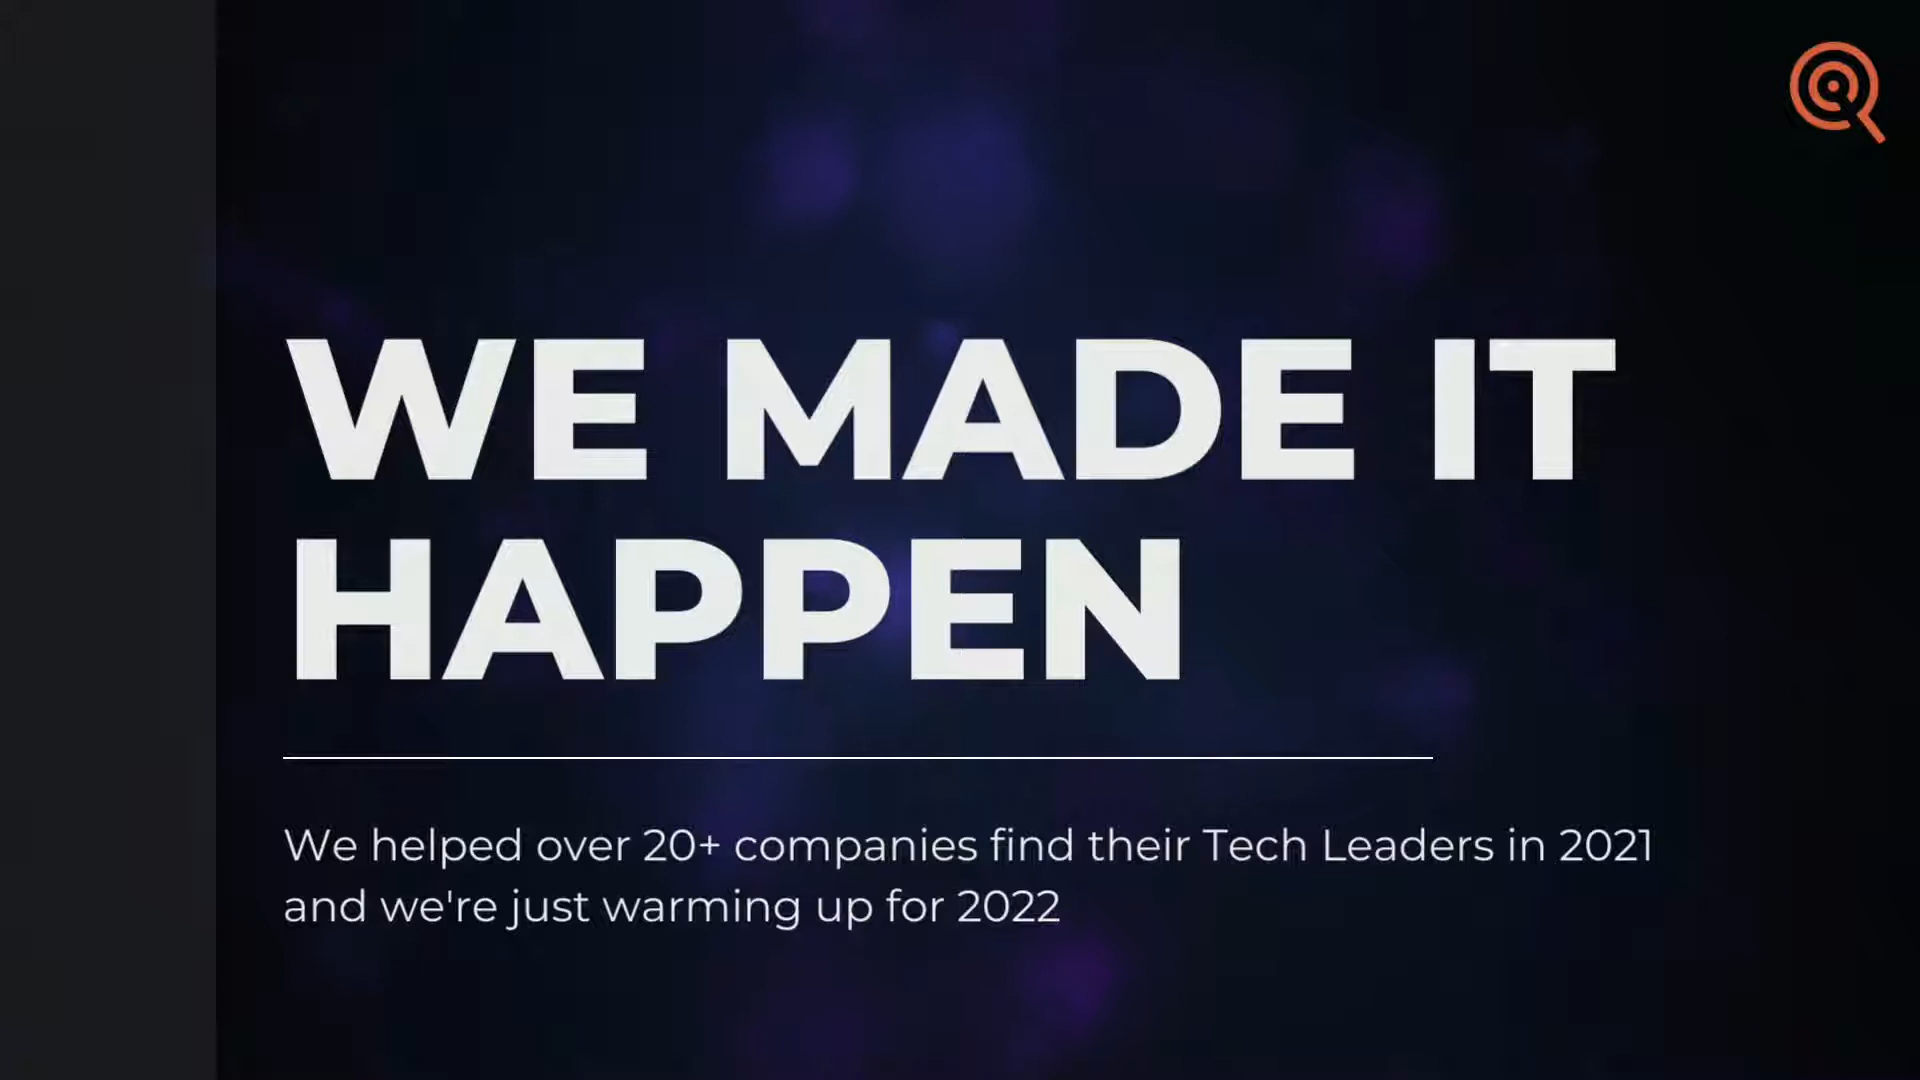 WE MADE IT
HAPPEN
We helped over 20+ companies find their Tech Leaders in 2021
and we're just warming up for 2022